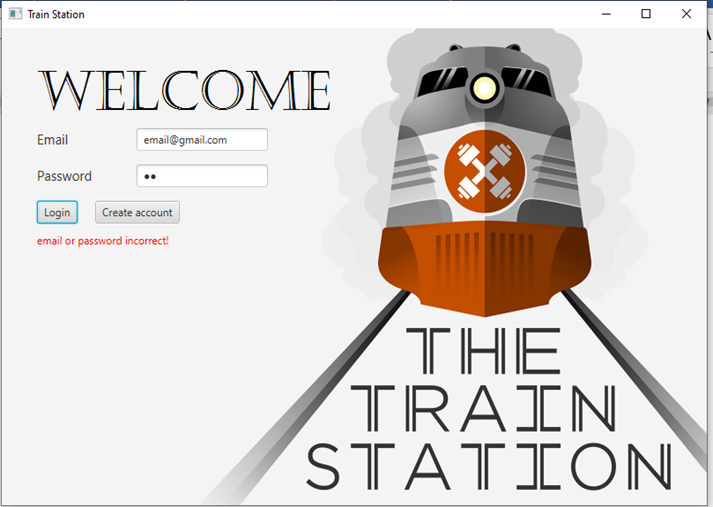 Train Station
WELCOME
Email
email@gmail.com
Password
●●
Login
Create account
email or password incorrect!
THE
TRAIN
STATION